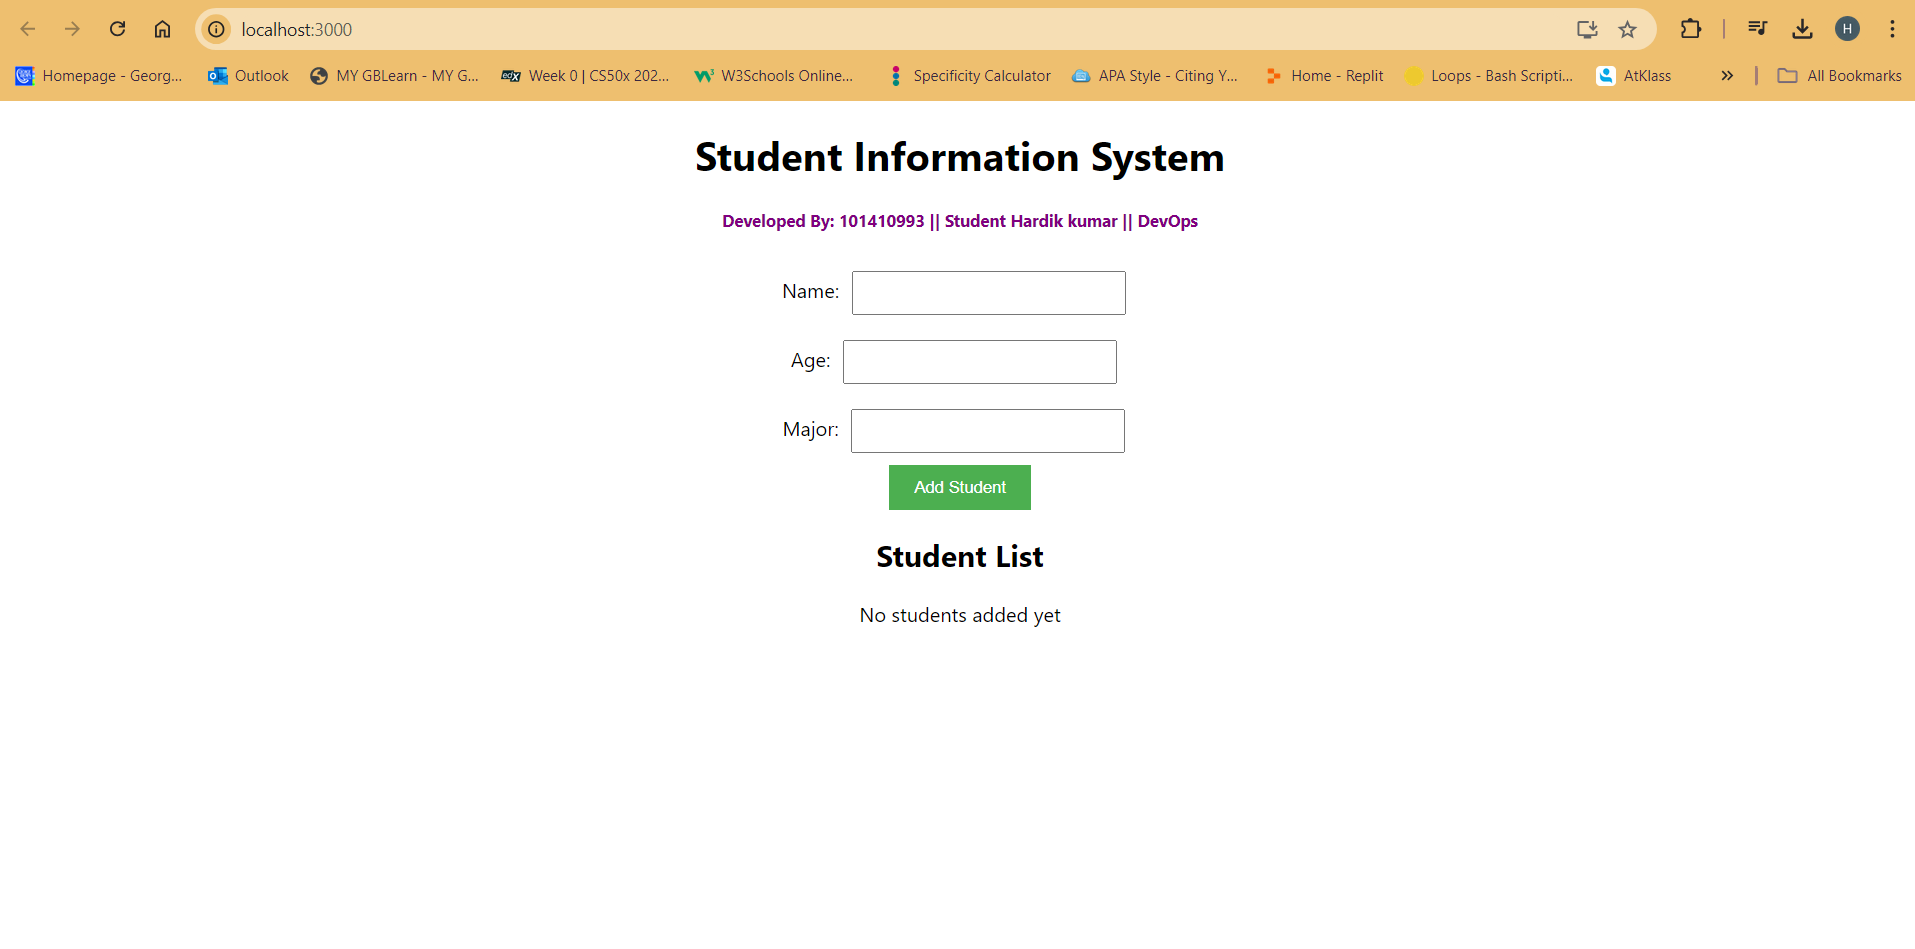 localhost:3000
H
Homepage - Georg...
Outlook
MY GBLearn - MY G...
edX
Week 0 | CS50x 202...
W3Schools Online...
Specificity Calculator
APA Style - Citing Y...
Home - Replit
Loops - Bash Scripti...
AtKlass
All Bookmarks
Student Information System
Developed By: 101410993 || Student Hardik kumar || DevOps
Name:
Age:
Major:
Add Student
Student List
No students added yet